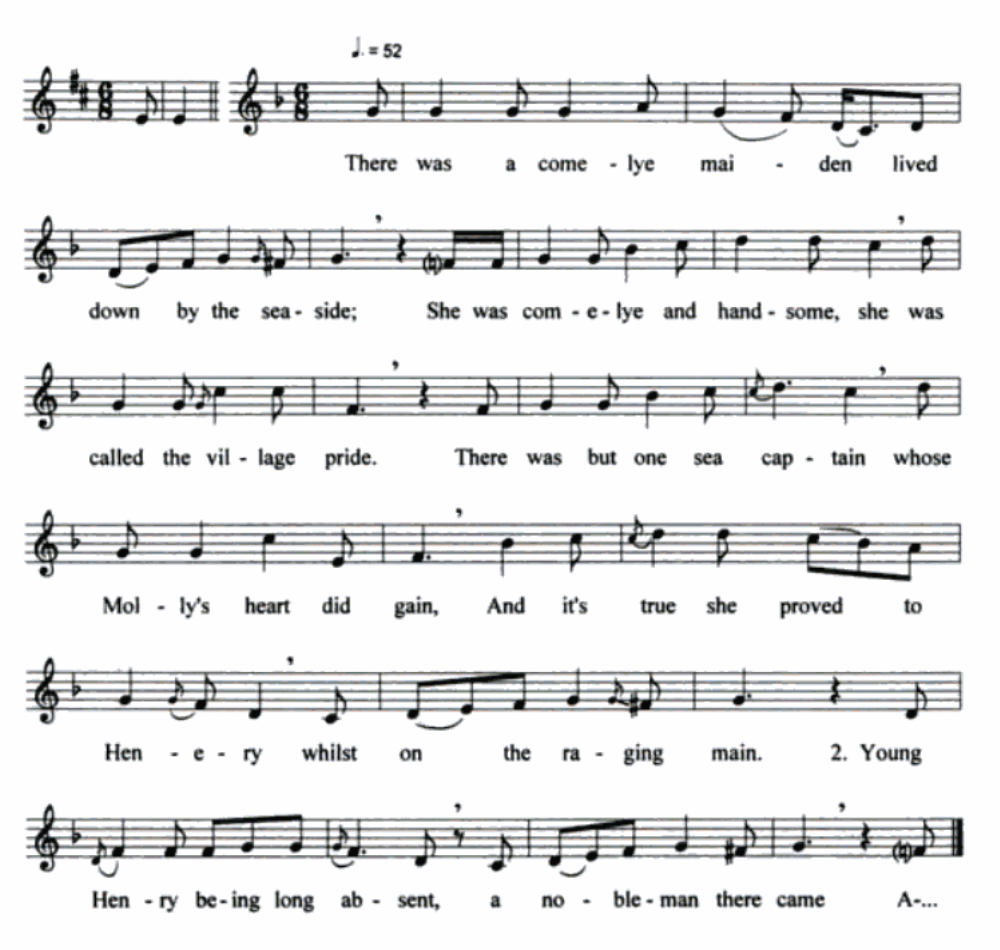 ♩. = 52
There was a come - lye mai - den lived
down by the sea - side; She was com - e - lye and hand - some, she was
called the vil - lage pride. There was but one sea cap - tain whose
Mol - ly's heart did gain, And it's true she proved to
Hen - e - ry whilst on the ra - ging main. 2. Young
Hen - ry be - ing long ab - sent, a no - ble - man there came A-...